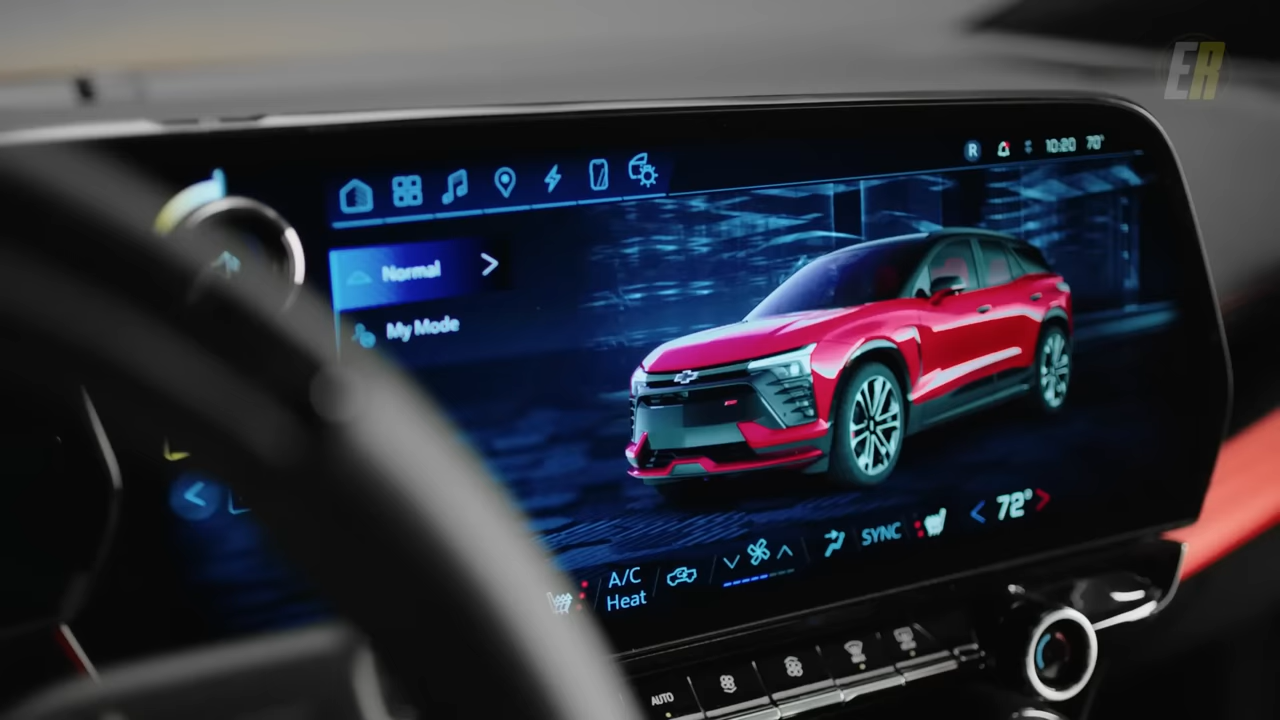 ER
R 10:20 70°
Normal >
My Mode
< SYNC 72° >
A/C
Heat
AUTO